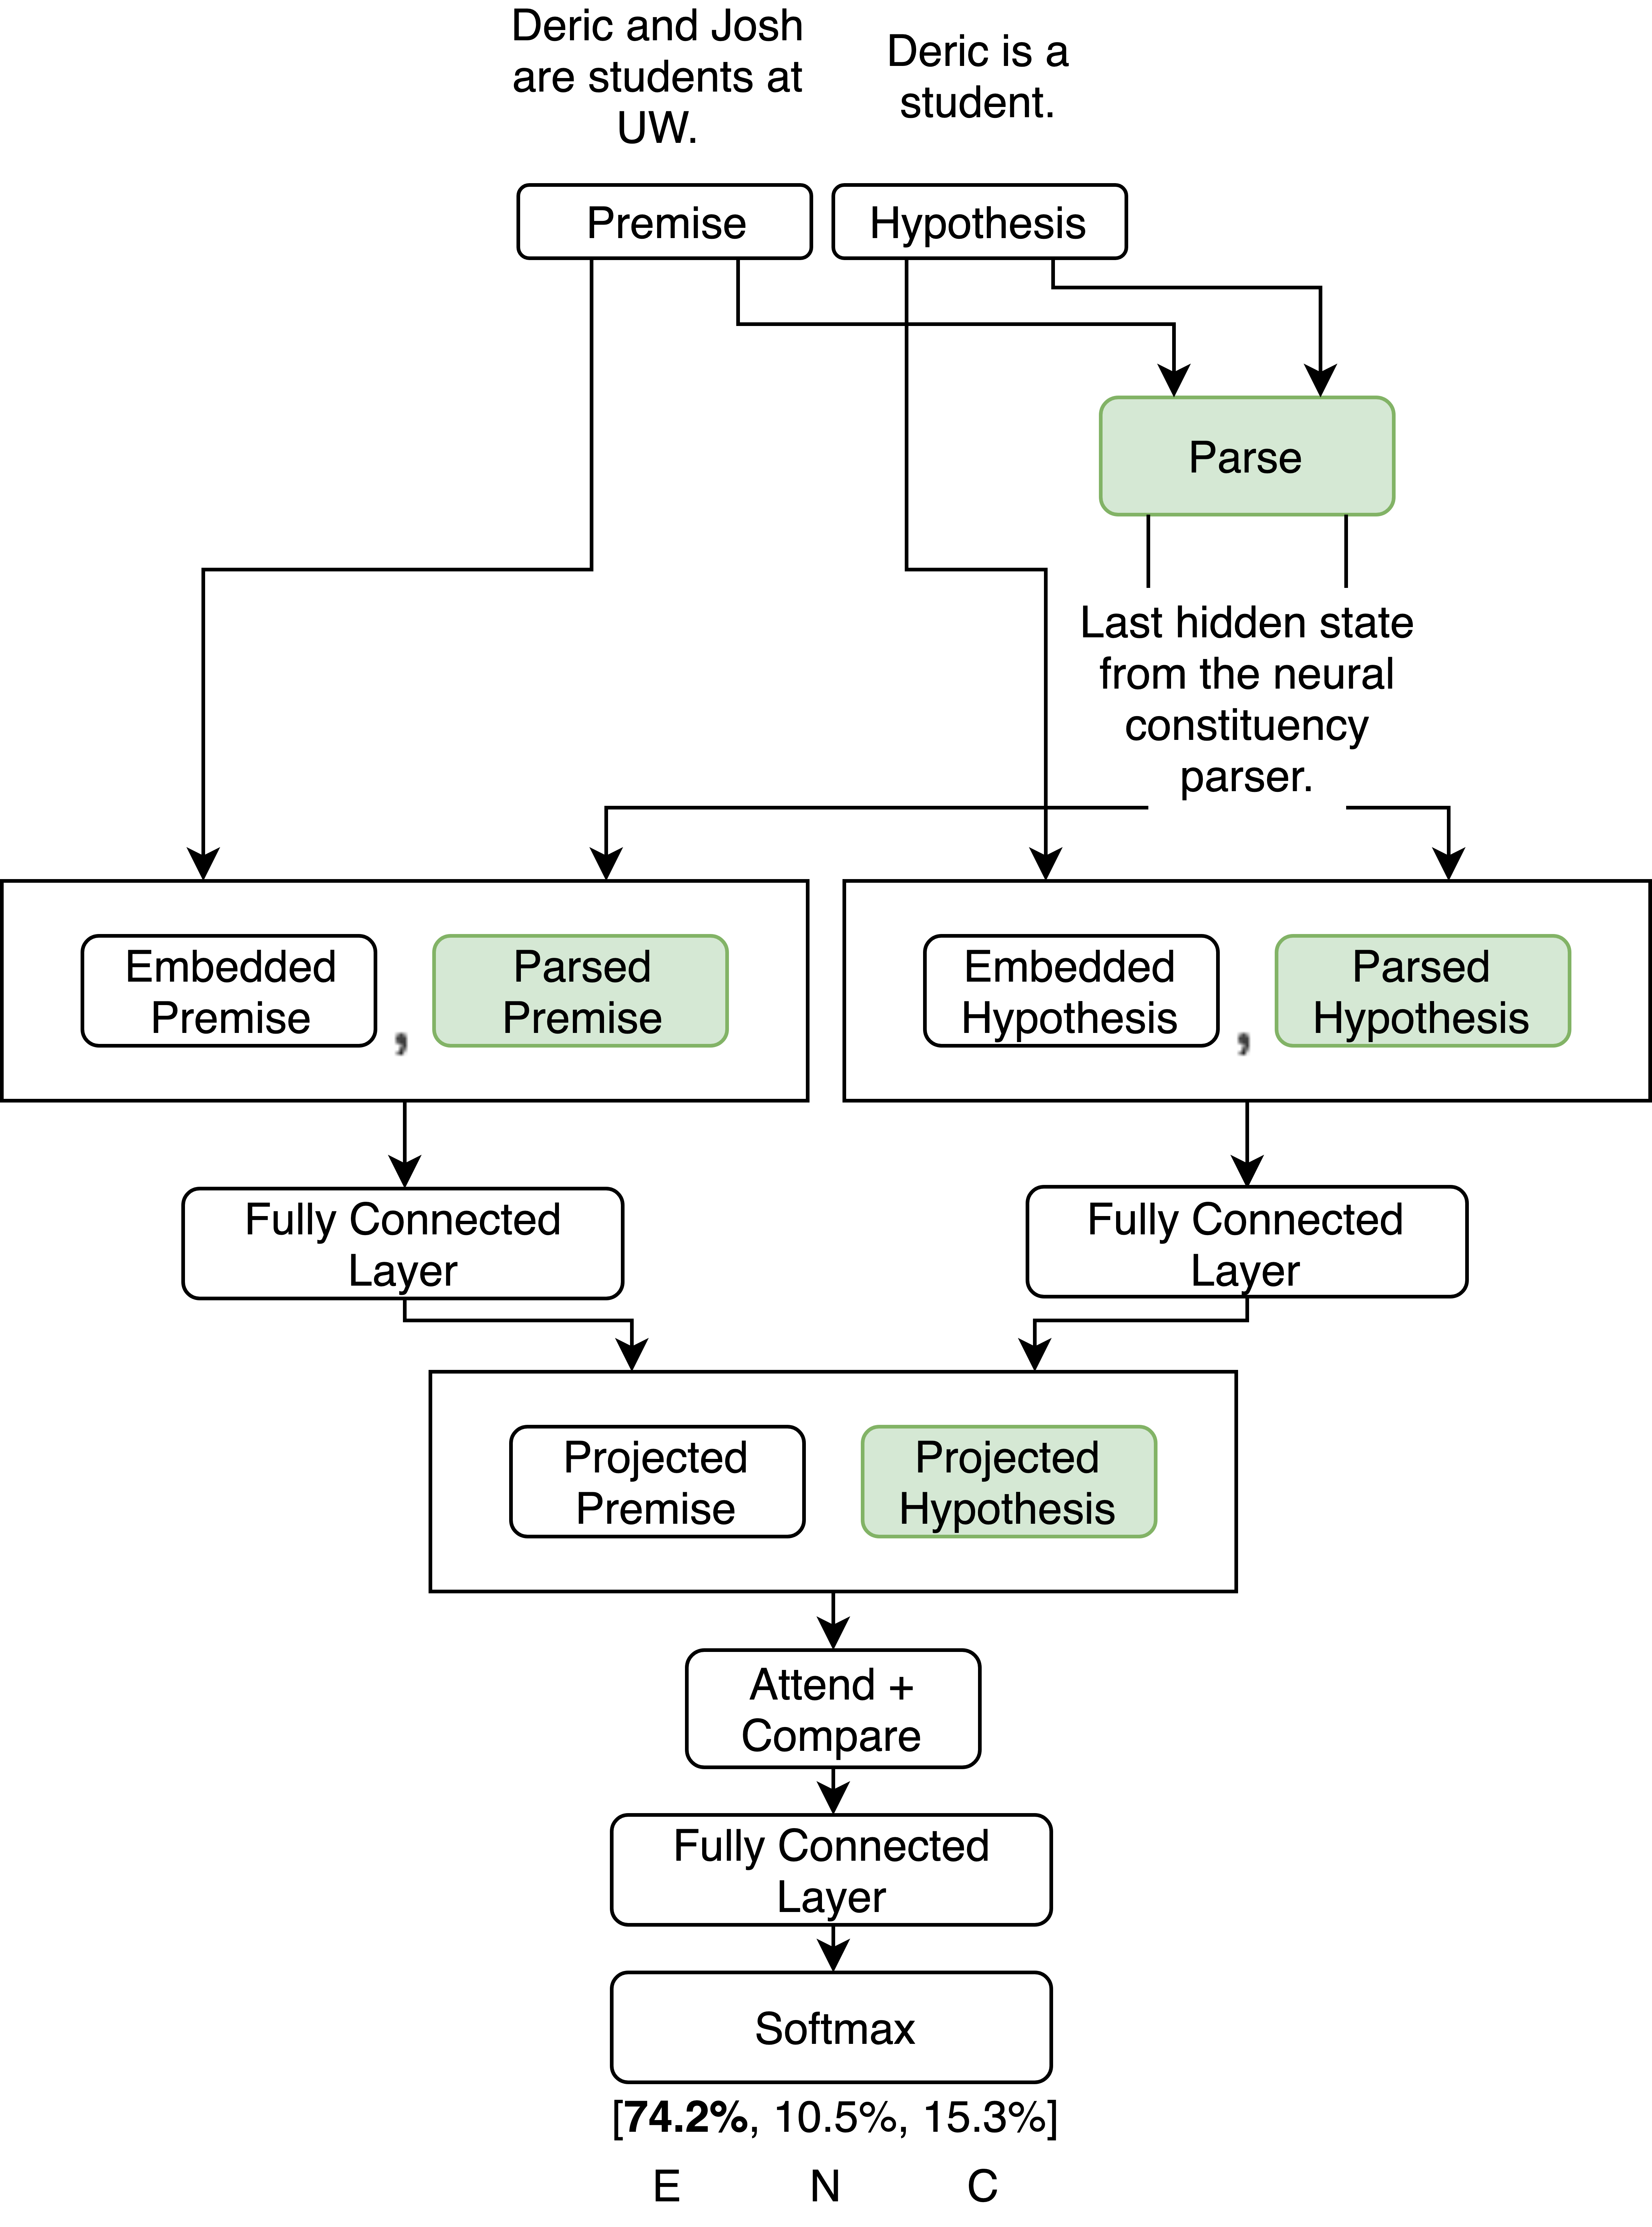 Deric and Josh
are students at
UW.
Deric is a
student.
Premise
Hypothesis
Parse
Last hidden state
from the neural
constituency
parser.
Embedded
Premise
,
Parsed
Premise
Embedded
Hypothesis
,
Parsed
Hypothesis
Fully Connected
Layer
Fully Connected
Layer
Projected
Premise
Projected
Hypothesis
Attend +
Compare
Fully Connected
Layer
Softmax
[74.2%, 10.5%, 15.3%]
E N C